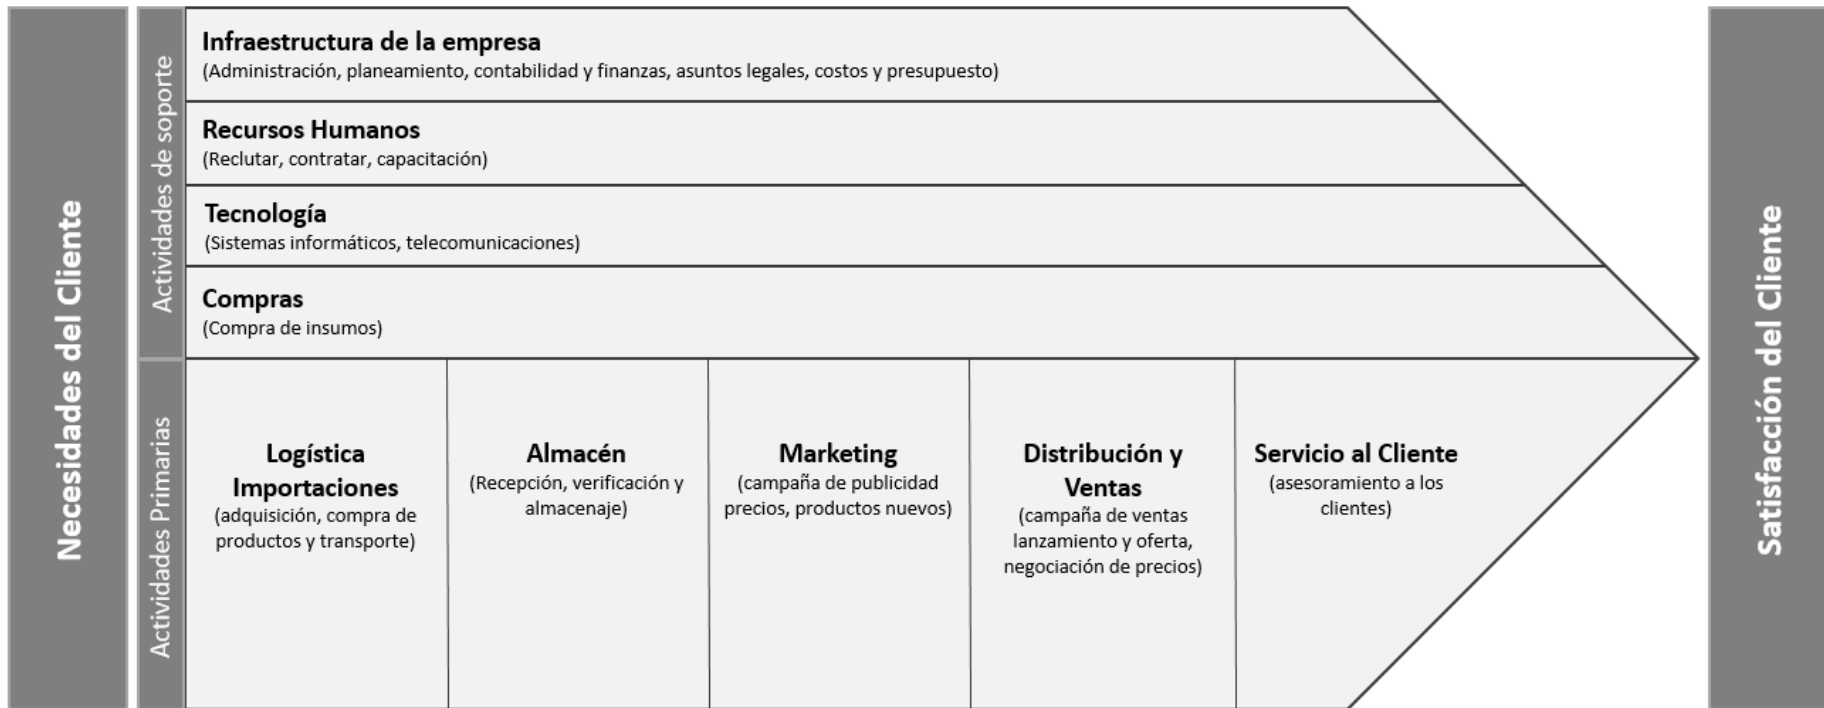 Necesidades del Cliente
Actividades de soporte
Infraestructura de la empresa
(Administración, planeamiento, contabilidad y finanzas, asuntos legales, costos y presupuesto)
Recursos Humanos
(Reclutar, contratar, capacitación)
Tecnología
(Sistemas informáticos, telecomunicaciones)
Compras
(Compra de insumos)
Actividades Primarias
Logística
Importaciones
(adquisición, compra de
productos y transporte)
Almacén
(Recepción, verificación y
almacenaje)
Marketing
(campaña de publicidad
precios, productos nuevos)
Distribución y
Ventas
(campaña de ventas
lanzamiento y oferta,
negociación de precios)
Servicio al Cliente
(asesoramiento a los
clientes)
Satisfacción del Cliente